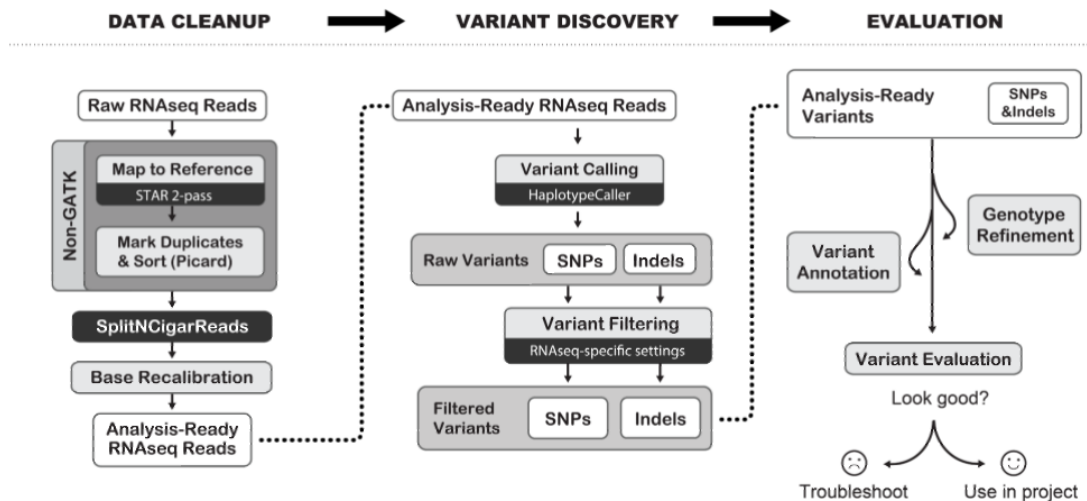 DATA CLEANUP
VARIANT DISCOVERY
EVALUATION
Raw RNAseq Reads
Non-GATK
Map to Reference
STAR 2-pass
Mark Duplicates
& Sort (Picard)
SplitNCigarReads
Base Recalibration
Analysis-Ready
RNAseq Reads
Analysis-Ready RNAseq Reads
Variant Calling
HaplotypeCaller
Raw Variants
SNPs
Indels
Variant Filtering
RNAseq-specific settings
Filtered
Variants
SNPs
Indels
Analysis-Ready
Variants
SNPs
&Indels
Genotype
Refinement
Variant
Annotation
Variant Evaluation
Look good?
Troubleshoot
Use in project